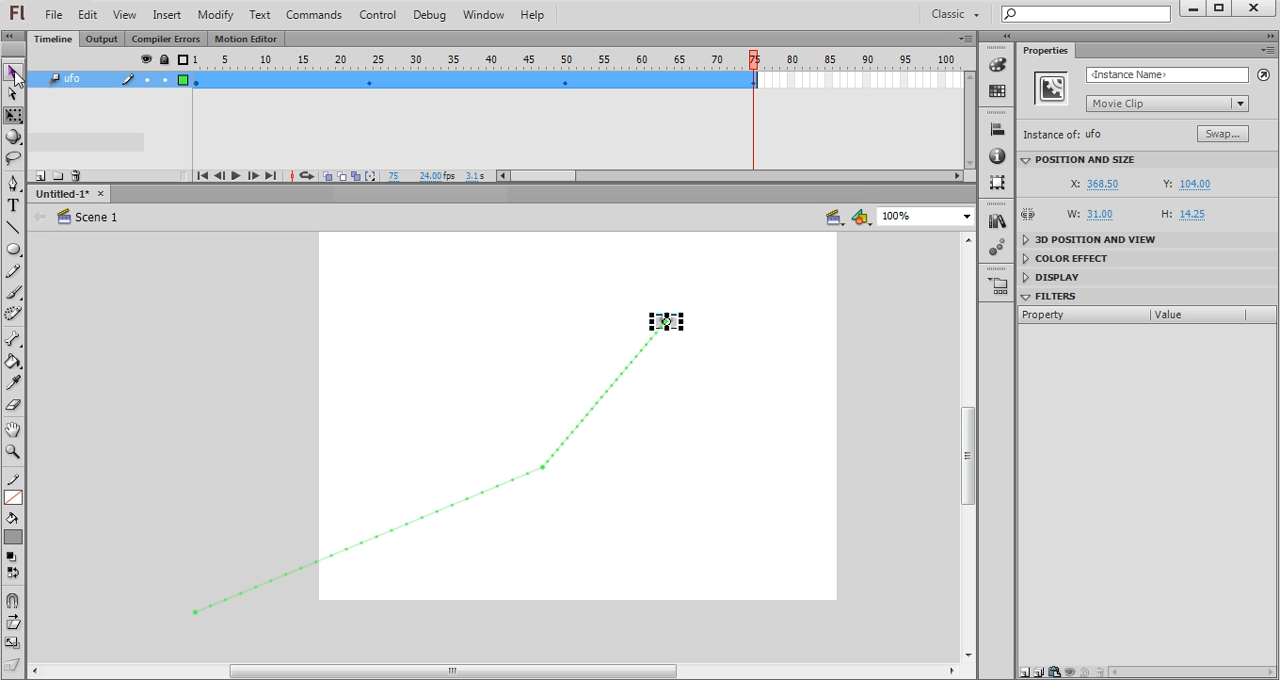 Fl File Edit View Insert Modify Text Commands Control Debug Window Help Classic
Timeline Output Compiler Errors Motion Editor
1 5 10 15 20 25 30 35 40 45 50 55 60 65 70 75 80 85 90 95 100
ufo
75 24.00 fps 3.1 s
Untitled-1* ×
Scene 1 100%
Properties
<Instance Name>
Movie Clip
Instance of: ufo Swap...
POSITION AND SIZE
X: 368.50 Y: 104.00
W: 31.00 H: 14.25
3D POSITION AND VIEW
COLOR EFFECT
DISPLAY
FILTERS
Property Value